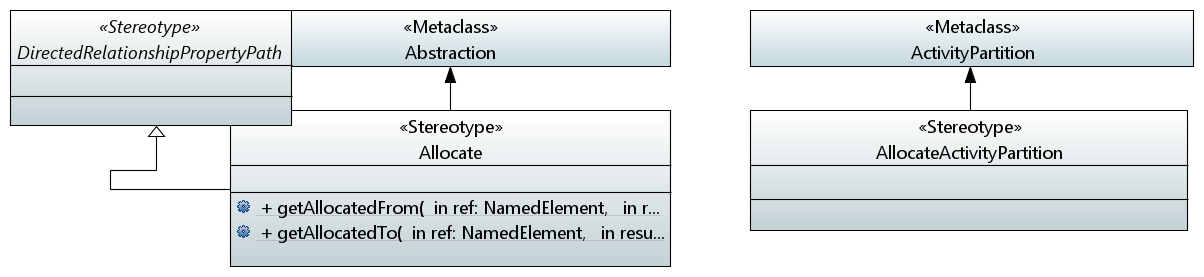 «Stereotype»
DirectedRelationshipPropertyPath
«Metaclass»
Abstraction
«Metaclass»
ActivityPartition
«Stereotype»
Allocate
+ getAllocatedFrom( in ref: NamedElement, in r...
+ getAllocatedTo( in ref: NamedElement, in resu...
«Stereotype»
AllocateActivityPartition